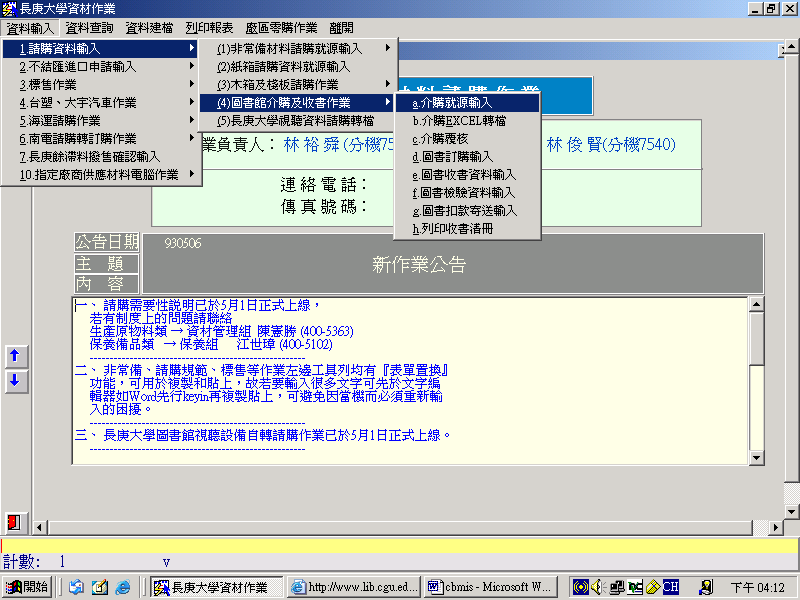 長庚大學資材作業
資料輸入 資料查詢 資料建檔 列印報表 廠區零購作業 離開
1.請購資料輸入
2.不結匯進口申請輸入
3.標售作業
4.台塑、大宇汽車作業
5.海運請購作業
6.南電請購轉訂購作業
7.長庚餘滯料撥售確認輸入
10.指定廠商供應材料電腦作業
(1)非常備材料請購就源輸入
(2)紙箱請購資料就源輸入
(3)木箱及棧板請購作業
(4)圖書館介購及收書作業
(5)長庚大學視聽資料請購轉檔
a.介購就源輸入
b.介購EXCEL轉檔
c.介購覆核
d.圖書訂購輸入
e.圖書收書資料輸入
f.圖書檢驗資料輸入
g.圖書扣款寄送輸入
h.列印收書清冊
業負責人： 林裕舜(分機75
林俊賢(分機7540)
連絡電話：
傳真號碼：
公告日期 930506
主 題 新作業公告
內 容
一、 請購需要性說明已於5月1日正式上線，
若有制度上的問題請聯絡
生產原物料類 → 資材管理組 陳憲勝 (400-5363)
保養備品類 → 保養組 江世璋 (400-5102)
--------------------------------------------------------
二、 非常備、請購規範、標售等作業左邊工具列均有『表單置換』
功能，可用於複製和貼上，故若要輸入很多文字可先於文字編
輯器如Word先行keyin再複製貼上，可避免因當機而必須重新輸
入的困擾。
--------------------------------------------------------
三、 長庚大學圖書館視聽設備自轉請購作業已於5月1日正式上線。
--------------------------------------------------------
計數: 1 v
開始 長庚大學資材作業 http://www.lib.cgu.ed... cbmis - Microsoft W... CH 下午 04:12